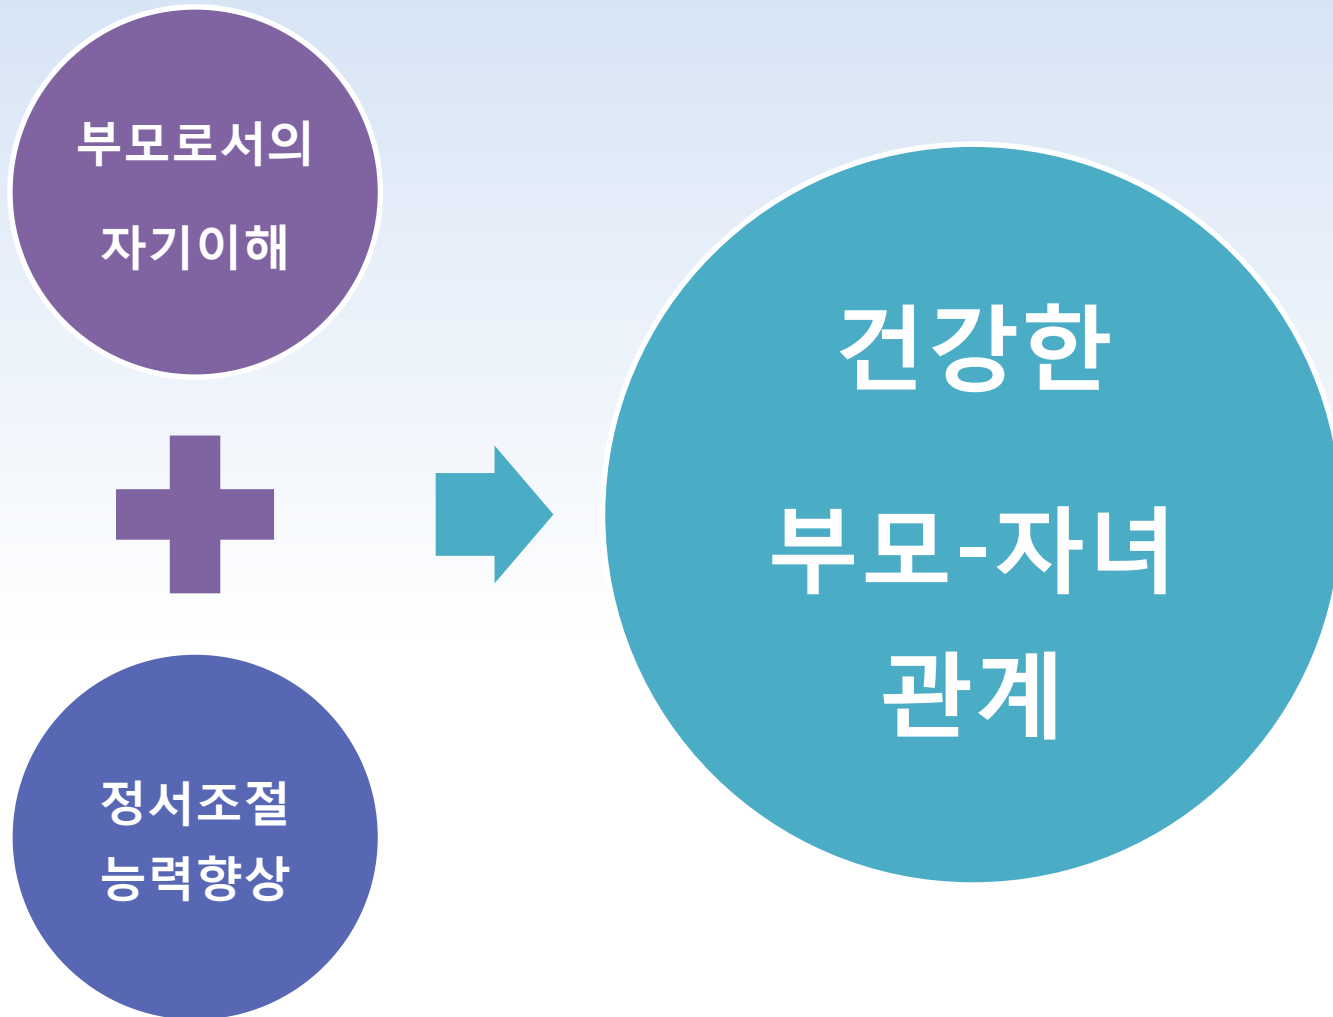 부모로서의
자기이해
정서조절
능력향상
건강한
부모-자녀
관계